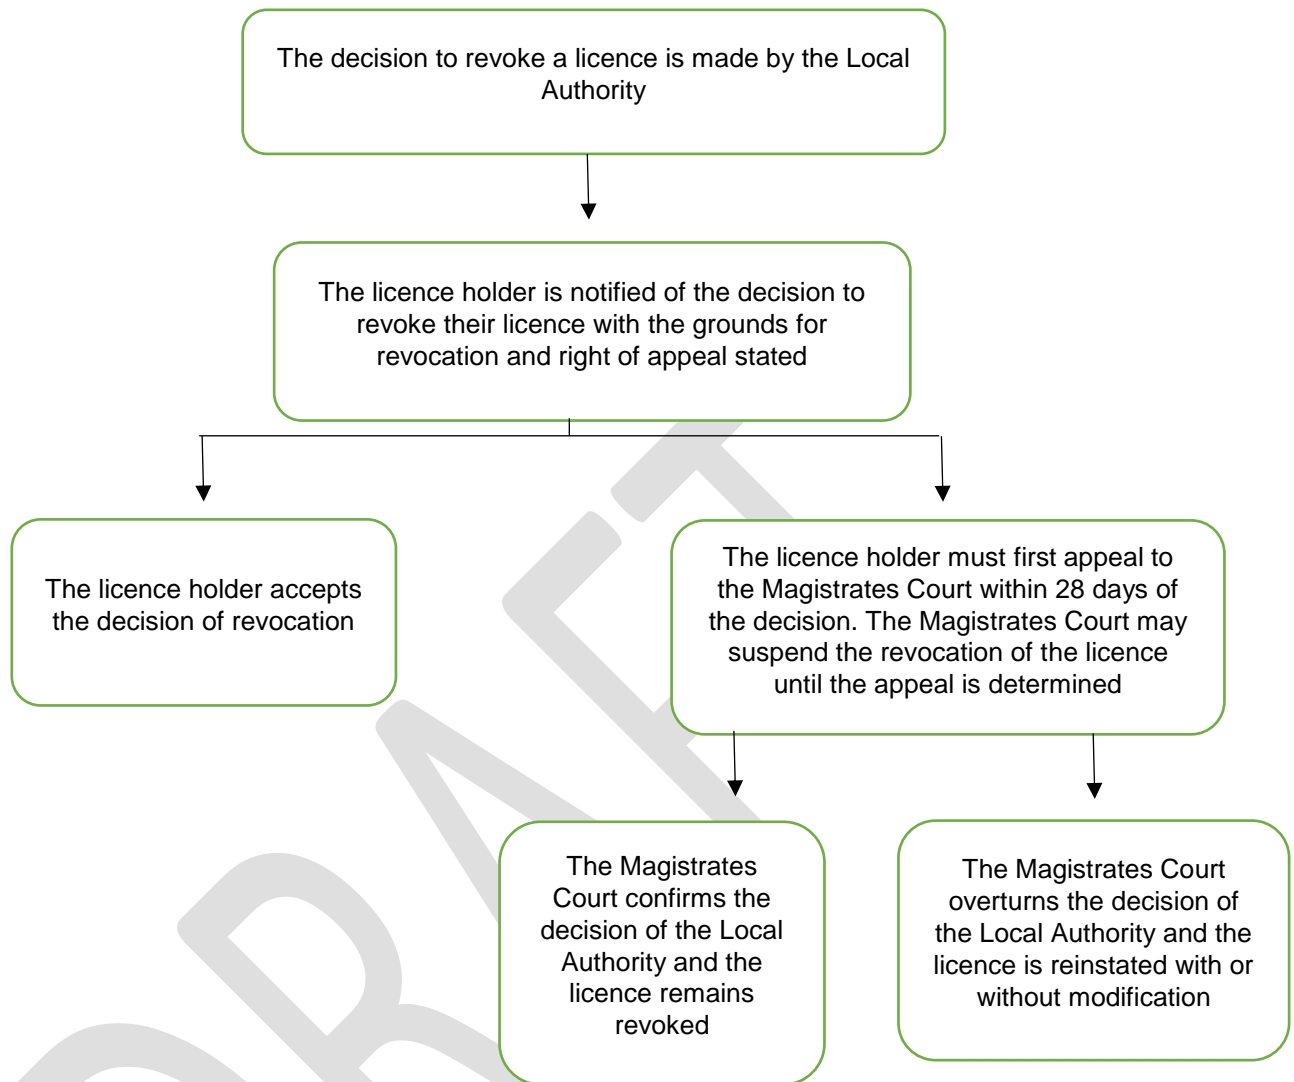 The decision to revoke a licence is made by the Local
Authority
The licence holder is notified of the decision to
revoke their licence with the grounds for
revocation and right of appeal stated
The licence holder accepts
the decision of revocation
The licence holder must first appeal to
the Magistrates Court within 28 days of
the decision. The Magistrates Court may
suspend the revocation of the licence
until the appeal is determined
The Magistrates
Court confirms the
decision of the Local
Authority and the
licence remains
revoked
The Magistrates Court
overturns the decision of
the Local Authority and the
licence is reinstated with or
without modification
DRAFT